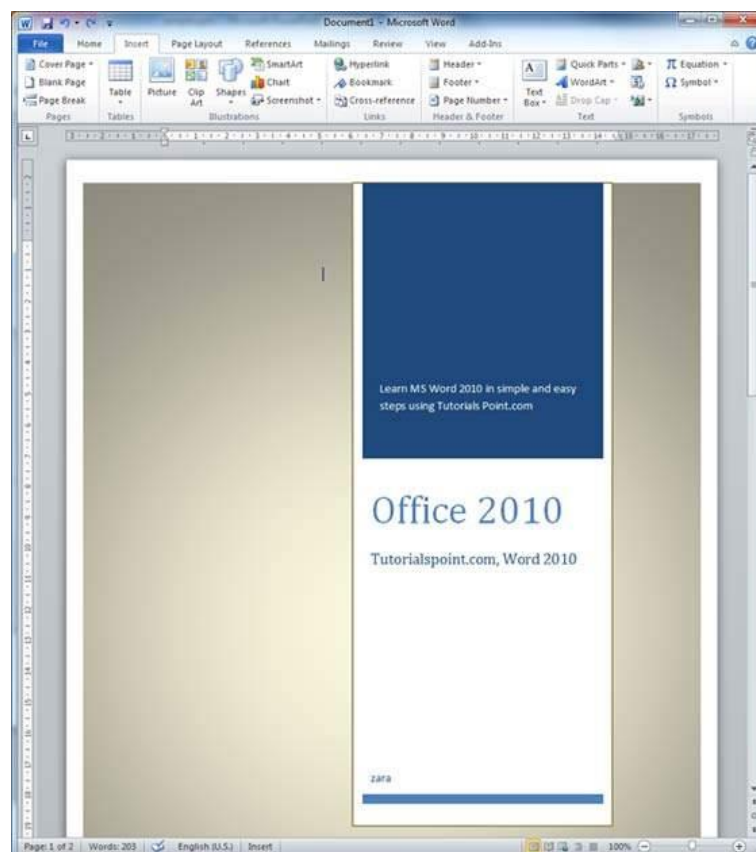 Document1 - Microsoft Word
File Home Insert Page Layout References Mailings Review View Add-Ins
Cover Page
Blank Page
Page Break
Pages
Table
Tables
Picture
Clip Art
Shapes
SmartArt
Chart
Screenshot
Illustrations
Hyperlink
Bookmark
Cross-reference
Links
Header
Footer
Page Number
Header & Footer
Text Box
Quick Parts
WordArt
Drop Cap
Text
Equation
Symbol
Symbols
Learn MS Word 2010 in simple and easy
steps using Tutorials Point.com
Office 2010
Tutorialspoint.com, Word 2010
zara
Page: 1 of 2 Words: 203 English (U.S.) Insert 100%